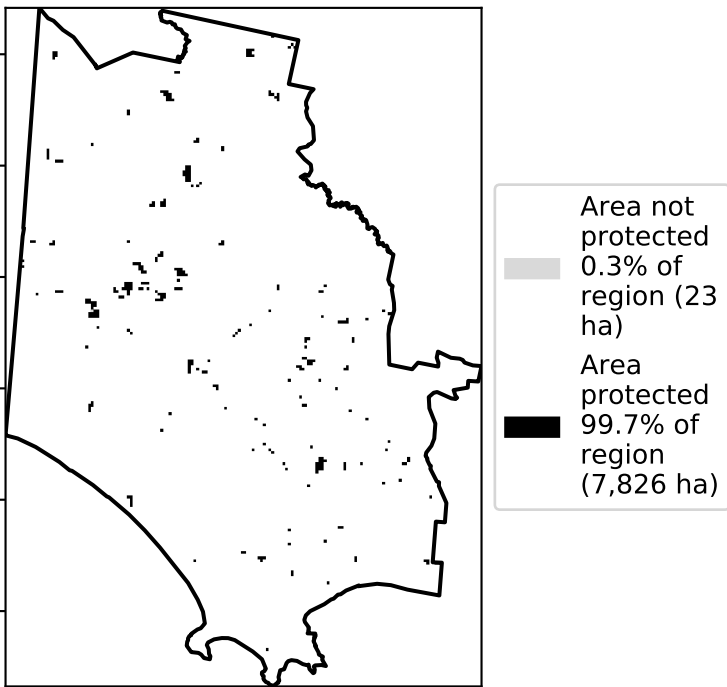 Area not
protected
0.3% of
region (23
ha)
Area
protected
99.7% of
region
(7,826 ha)